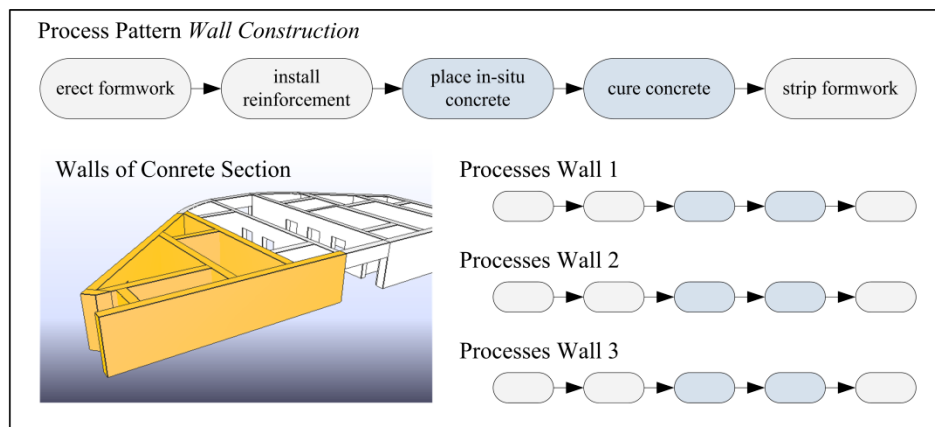 Process Pattern Wall Construction
erect formwork
install
reinforcement
place in-situ
concrete
cure concrete
strip formwork
Walls of Conrete Section
Processes Wall 1
Processes Wall 2
Processes Wall 3